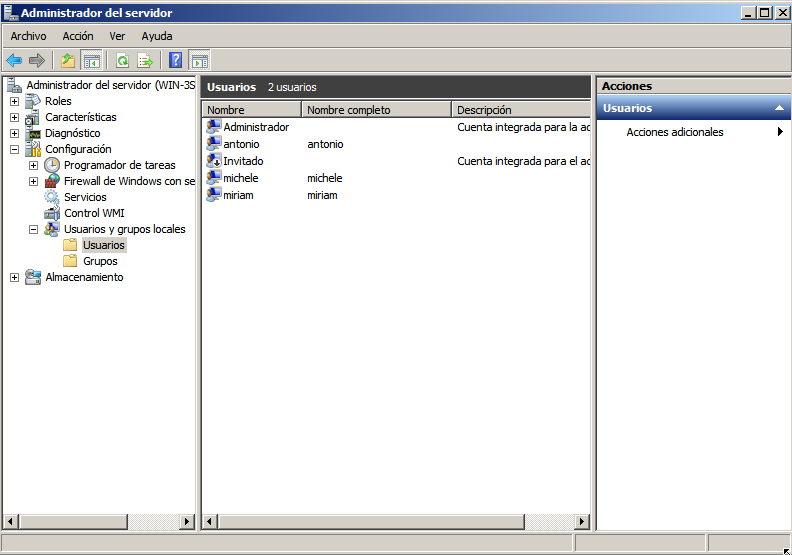 Administrador del servidor
Archivo Acción Ver Ayuda
Administrador del servidor (WIN-3S
Roles
Características
Diagnóstico
Configuración
Programador de tareas
Firewall de Windows con se
Servicios
Control WMI
Usuarios y grupos locales
Usuarios
Grupos
Almacenamiento
Usuarios 2 usuarios
Nombre Nombre completo Descripción
Administrador Cuenta integrada para la ad
antonio antonio
Invitado Cuenta integrada para el ac
michele michele
miriam miriam
Acciones
Usuarios
Acciones adicionales